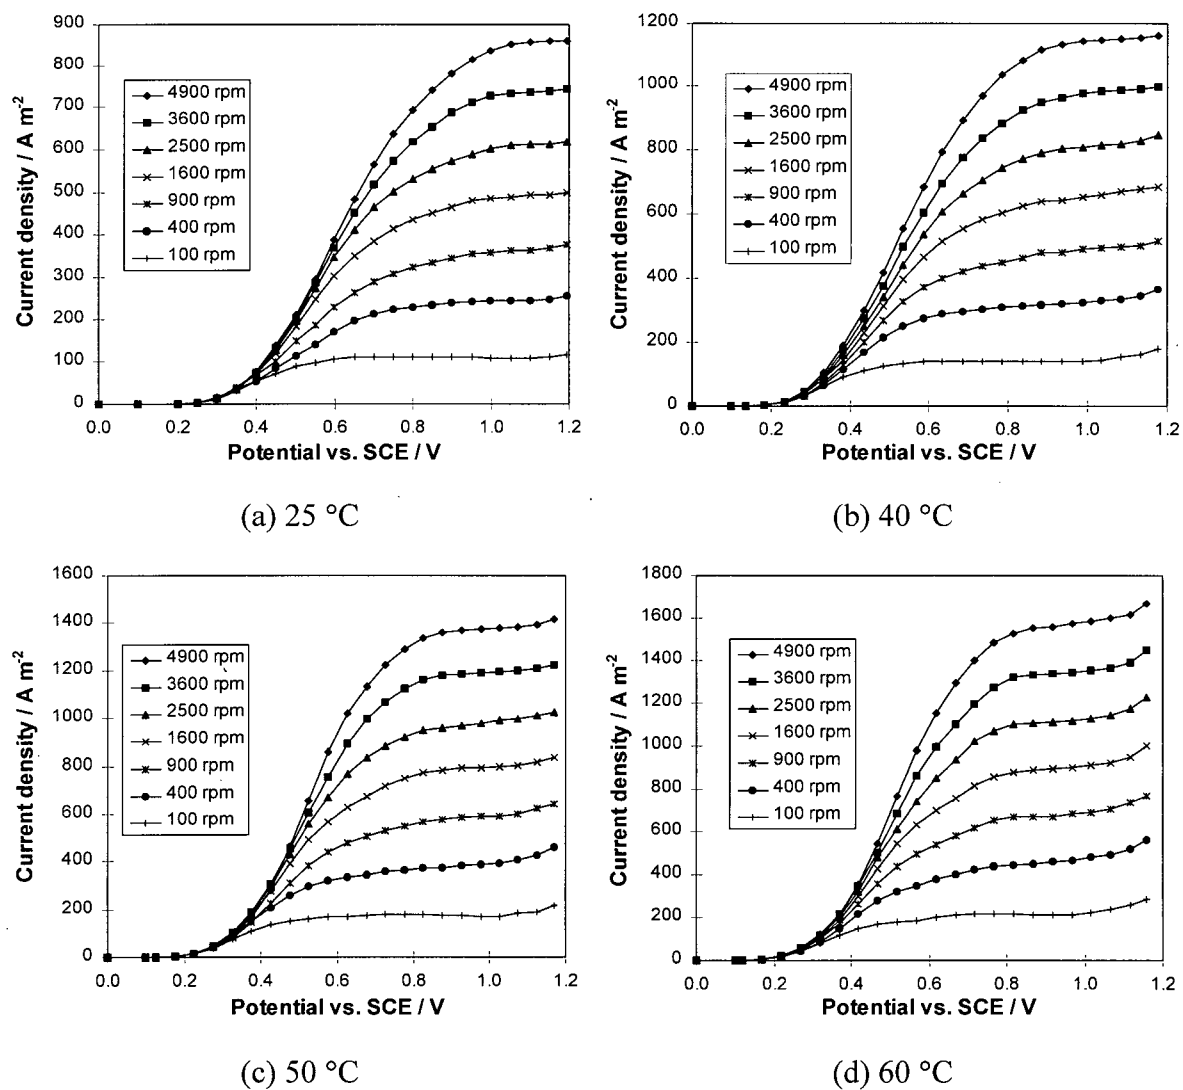 900
800
700
600
500
400
300
200
100
0
Current density / A m⁻²
4900 rpm
3600 rpm
2500 rpm
1600 rpm
900 rpm
400 rpm
100 rpm
0.0 0.2 0.4 0.6 0.8 1.0 1.2
Potential vs. SCE / V
(a) 25 °C
1200
1000
800
600
400
200
0
Current density / A m⁻²
4900 rpm
3600 rpm
2500 rpm
1600 rpm
900 rpm
400 rpm
100 rpm
0.0 0.2 0.4 0.6 0.8 1.0 1.2
Potential vs. SCE / V
(b) 40 °C
1600
1400
1200
1000
800
600
400
200
0
Current density / A m⁻²
4900 rpm
3600 rpm
2500 rpm
1600 rpm
900 rpm
400 rpm
100 rpm
0.0 0.2 0.4 0.6 0.8 1.0 1.2
Potential vs. SCE / V
(c) 50 °C
1800
1600
1400
1200
1000
800
600
400
200
0
Current density / A m⁻²
4900 rpm
3600 rpm
2500 rpm
1600 rpm
900 rpm
400 rpm
100 rpm
0.0 0.2 0.4 0.6 0.8 1.0 1.2
Potential vs. SCE / V
(d) 60 °C